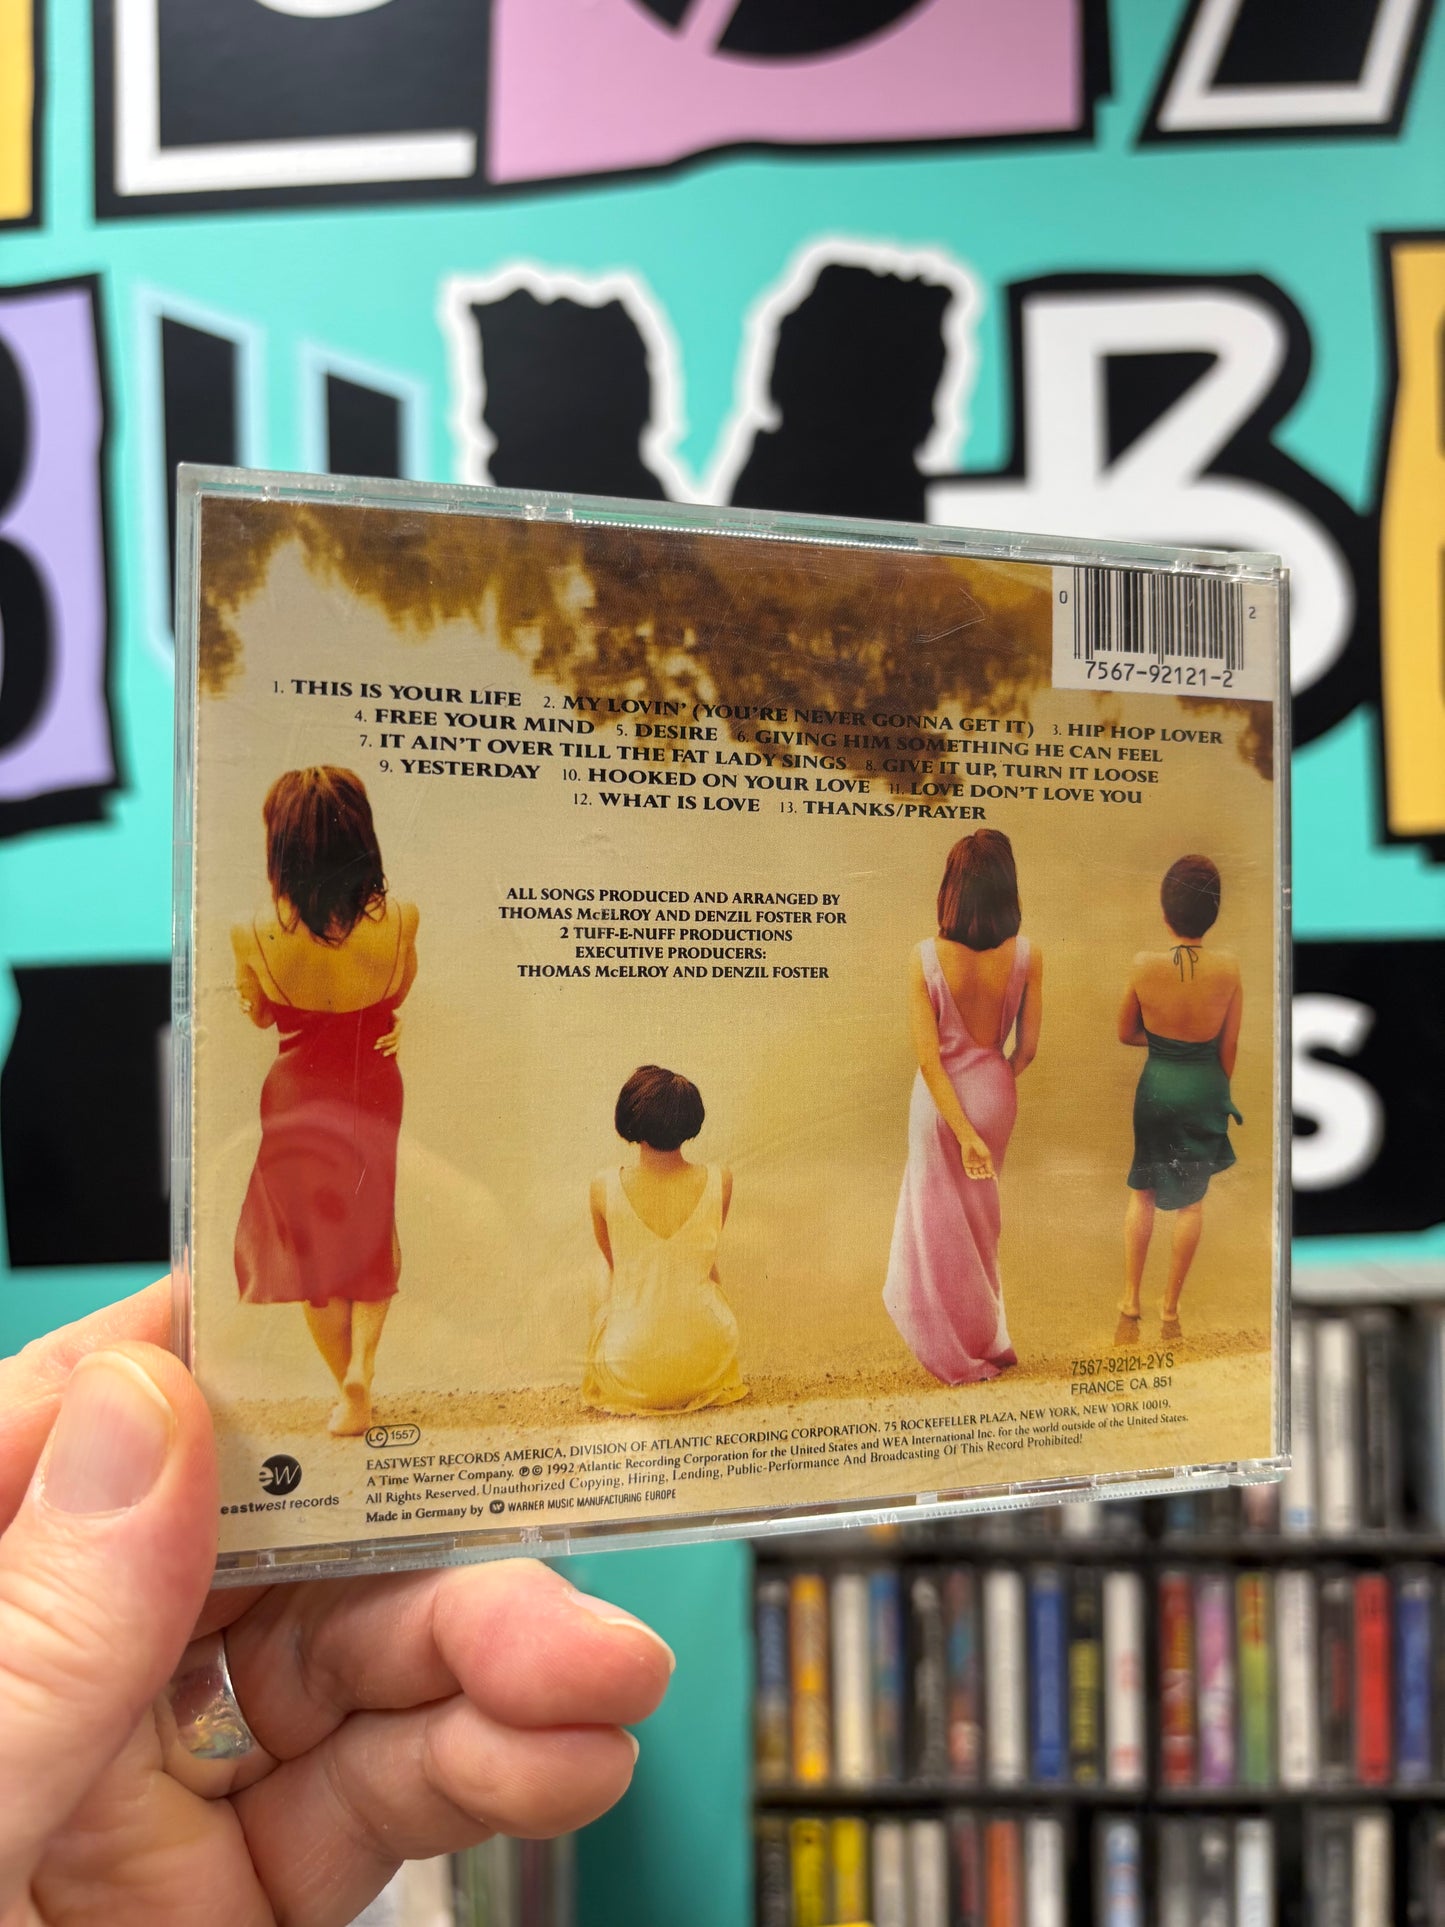 0
2
7567-92121-2
1. THIS IS YOUR LIFE 2. MY LOVIN' (YOU'RE NEVER GONNA GET IT) 3. HIP HOP LOVER
4. FREE YOUR MIND 5. DESIRE 6. GIVING HIM SOMETHING HE CAN FEEL
7. IT AIN'T OVER TILL THE FAT LADY SINGS 8. GIVE IT UP, TURN IT LOOSE
9. YESTERDAY 10. HOOKED ON YOUR LOVE 11. LOVE DON'T LOVE YOU
12. WHAT IS LOVE 13. THANKS/PRAYER
ALL SONGS PRODUCED AND ARRANGED BY
THOMAS McELROY AND DENZIL FOSTER FOR
2 TUFF-E-NUFF PRODUCTIONS
EXECUTIVE PRODUCERS:
THOMAS McELROY AND DENZIL FOSTER
7567-92121-2YS
FRANCE CA 851
LC 1557
EASTWEST RECORDS AMERICA, DIVISION OF ATLANTIC RECORDING CORPORATION. 75 ROCKEFELLER PLAZA, NEW YORK, NEW YORK 10019.
A Time Warner Company. ℗ © 1992 Atlantic Recording Corporation for the United States and WEA International Inc. for the world outside of the United States.
All Rights Reserved. Unauthorized Copying, Hiring, Lending, Public-Performance And Broadcasting Of This Record Prohibited!
Made in Germany by WARNER MUSIC MANUFACTURING EUROPE
ew
eastwest records